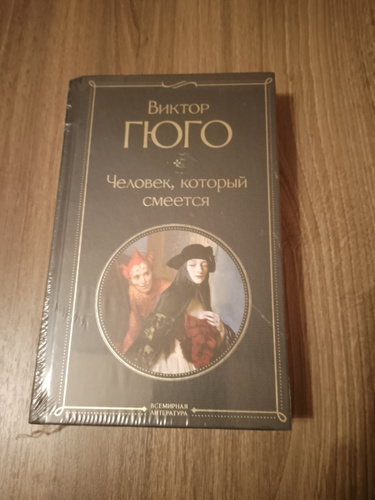 Виктор
ГЮГО
Человек, который
смеется
ВСЕМИРНАЯ
ЛИТЕРАТУРА